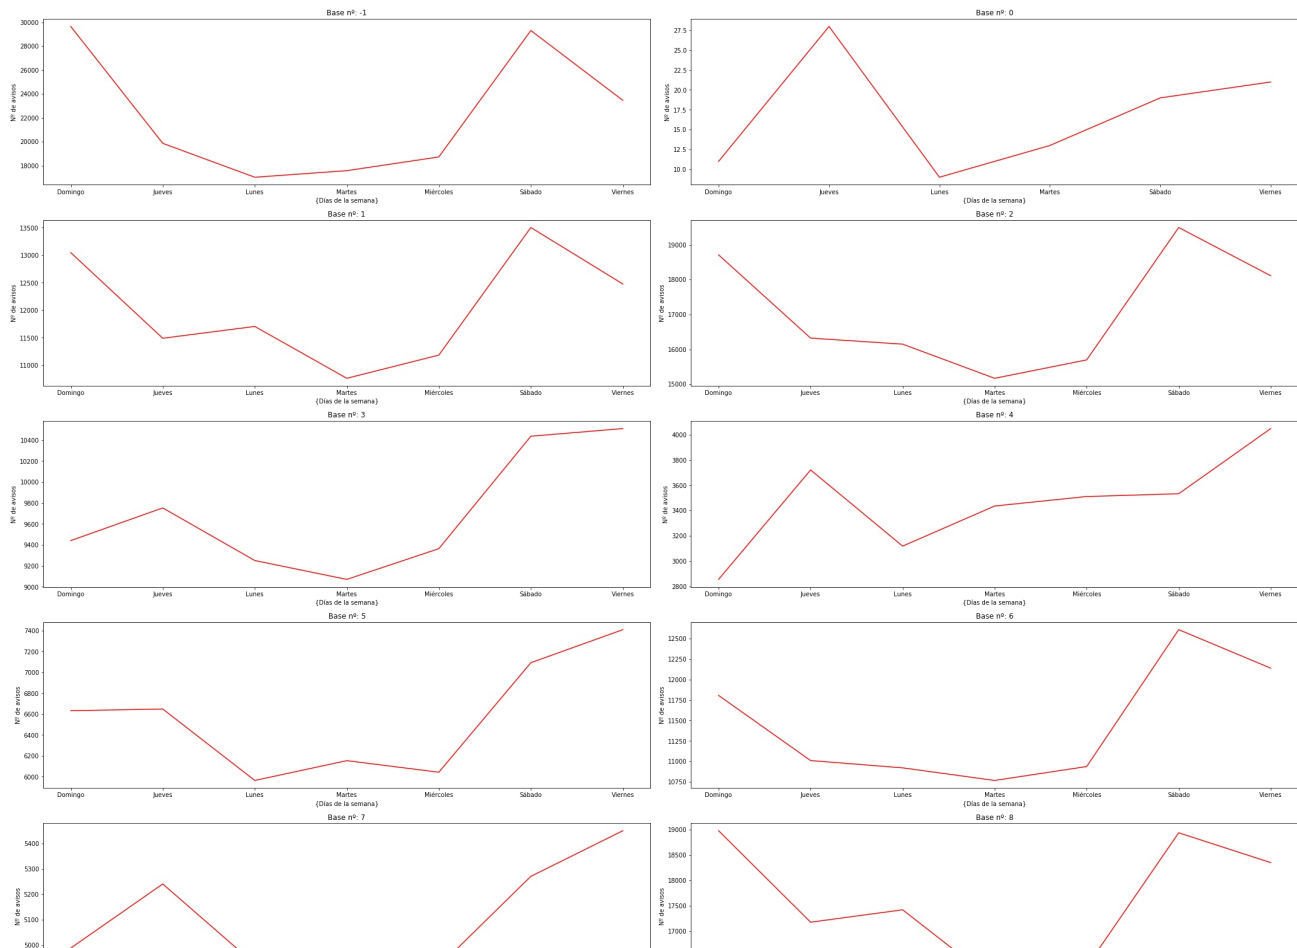 Base nº: -1
Nº de avisos
30000
28000
26000
24000
22000
20000
18000
Domingo Jueves Lunes Martes Miércoles Sábado Viernes
{Días de la semana}
Base nº: 0
Nº de avisos
27.5
25.0
22.5
20.0
17.5
15.0
12.5
10.0
Domingo Jueves Lunes Martes Sábado Viernes
{Días de la semana}
Base nº: 1
Nº de avisos
13500
13000
12500
12000
11500
11000
Domingo Jueves Lunes Martes Miércoles Sábado Viernes
{Días de la semana}
Base nº: 2
Nº de avisos
19000
18000
17000
16000
15000
Domingo Jueves Lunes Martes Miércoles Sábado Viernes
{Días de la semana}
Base nº: 3
Nº de avisos
10400
10200
10000
9800
9600
9400
9200
9000
Domingo Jueves Lunes Martes Miércoles Sábado Viernes
{Días de la semana}
Base nº: 4
Nº de avisos
4000
3800
3600
3400
3200
3000
2800
Domingo Jueves Lunes Martes Miércoles Sábado Viernes
{Días de la semana}
Base nº: 5
Nº de avisos
7400
7200
7000
6800
6600
6400
6200
6000
Domingo Jueves Lunes Martes Miércoles Sábado Viernes
{Días de la semana}
Base nº: 6
Nº de avisos
12500
12250
12000
11750
11500
11250
11000
10750
Domingo Jueves Lunes Martes Miércoles Sábado Viernes
{Días de la semana}
Base nº: 7
Nº de avisos
5400
5300
5200
5100
5000
Base nº: 8
Nº de avisos
19000
18500
18000
17500
17000